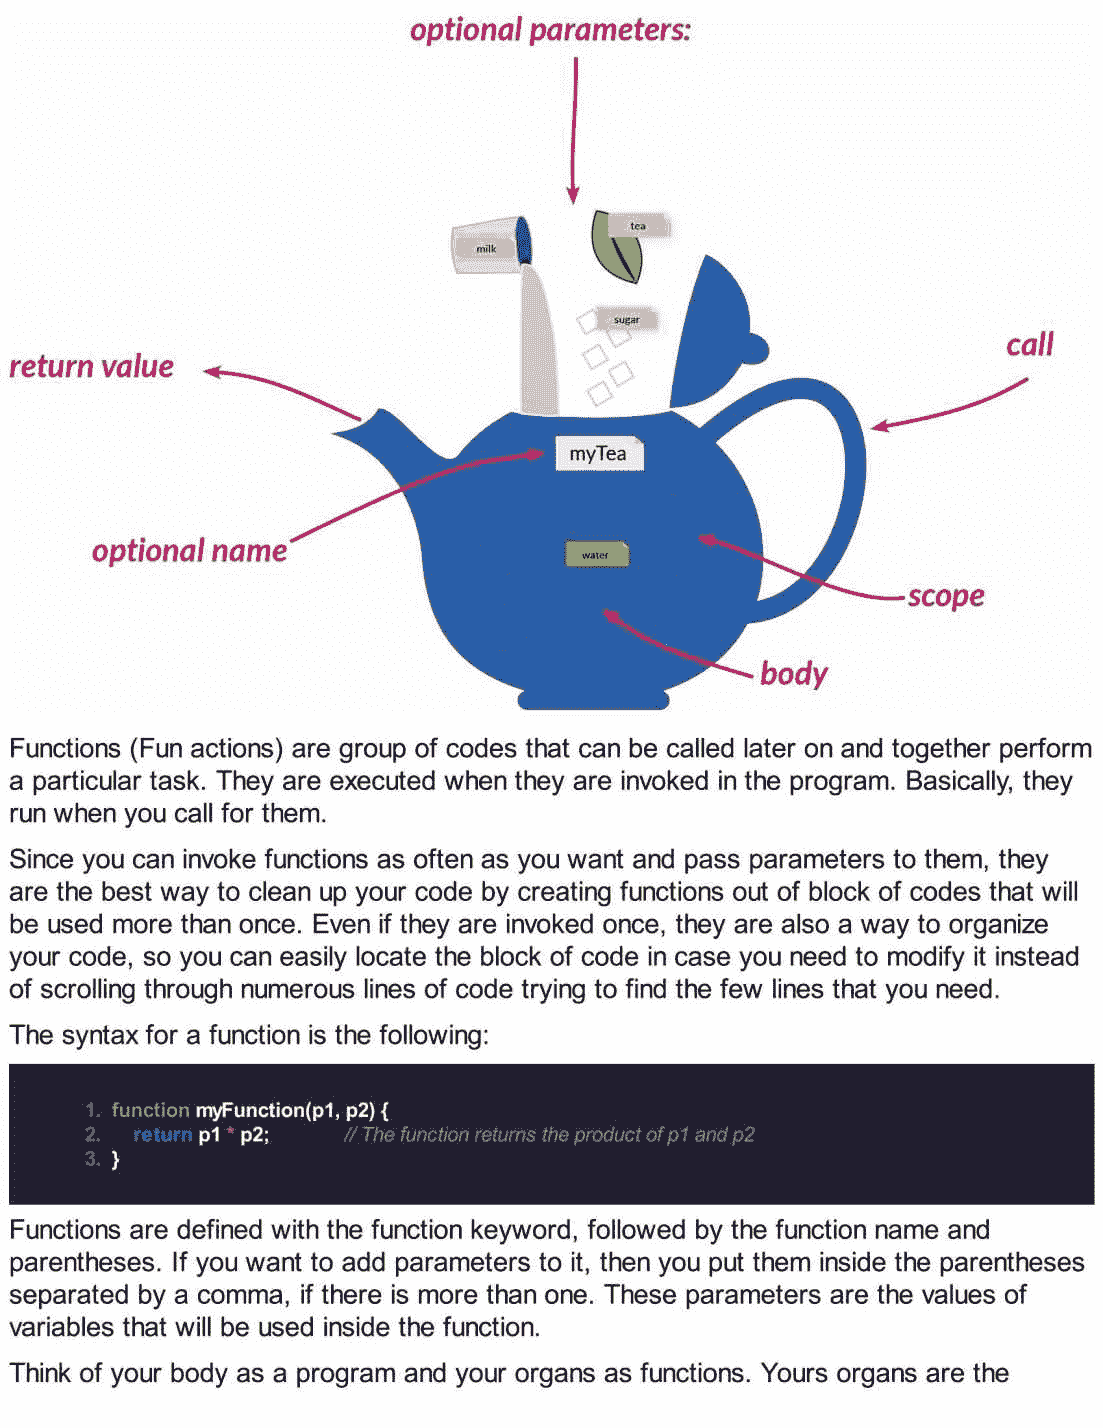 optional parameters:
milk
tea
sugar
call
return value
myTea
optional name
water
scope
body
Functions (Fun actions) are group of codes that can be called later on and together perform
a particular task. They are executed when they are invoked in the program. Basically, they
run when you call for them.
Since you can invoke functions as often as you want and pass parameters to them, they
are the best way to clean up your code by creating functions out of block of codes that will
be used more than once. Even if they are invoked once, they are also a way to organize
your code, so you can easily locate the block of code in case you need to modify it instead
of scrolling through numerous lines of code trying to find the few lines that you need.
The syntax for a function is the following:
1. function myFunction(p1, p2) {
2. return p1 * p2; // The function returns the product of p1 and p2
3. }
Functions are defined with the function keyword, followed by the function name and
parentheses. If you want to add parameters to it, then you put them inside the parentheses
separated by a comma, if there is more than one. These parameters are the values of
variables that will be used inside the function.
Think of your body as a program and your organs as functions. Yours organs are the